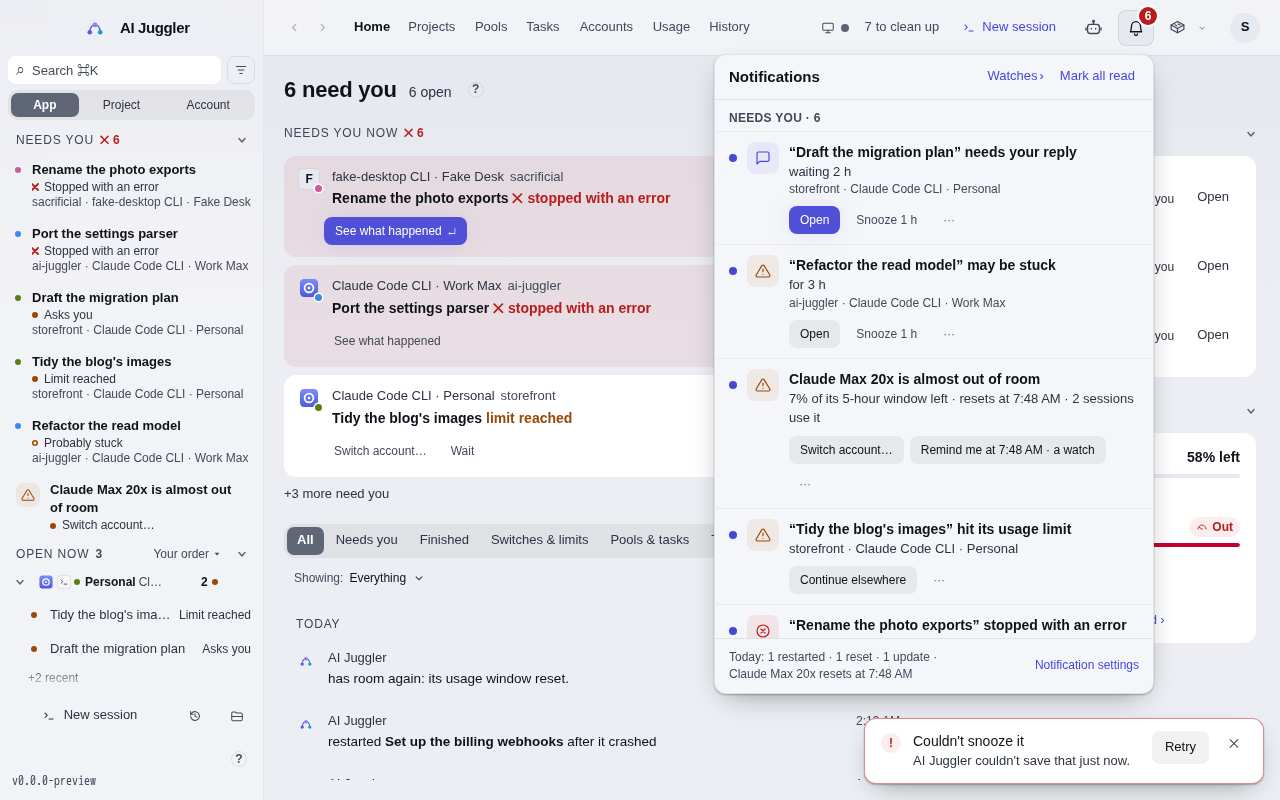 AI Juggler
Search ⌘K
App
Project
Account
NEEDS YOU 6
Rename the photo exports
Stopped with an error
sacrificial · fake-desktop CLI · Fake Desk
Port the settings parser
Stopped with an error
ai-juggler · Claude Code CLI · Work Max
Draft the migration plan
Asks you
storefront · Claude Code CLI · Personal
Tidy the blog's images
Limit reached
storefront · Claude Code CLI · Personal
Refactor the read model
Probably stuck
ai-juggler · Claude Code CLI · Work Max
Claude Max 20x is almost out
of room
Switch account…
OPEN NOW 3
Your order
Personal Cl…
2
Tidy the blog's ima… Limit reached
Draft the migration plan Asks you
+2 recent
New session
?
v0.0.0-preview
Home
Projects
Pools
Tasks
Accounts
Usage
History
7 to clean up
New session
6
S
6 need you 6 open ?
NEEDS YOU NOW 6
F
fake-desktop CLI · Fake Desk sacrificial
Rename the photo exports stopped with an error
See what happened
Claude Code CLI · Work Max ai-juggler
Port the settings parser stopped with an error
See what happened
Claude Code CLI · Personal storefront
Tidy the blog's images limit reached
Switch account…
Wait
+3 more need you
All
Needs you
Finished
Switches & limits
Pools & tasks
Showing: Everything
TODAY
AI Juggler
has room again: its usage window reset.
AI Juggler
restarted Set up the billing webhooks after it crashed
Notifications
Watches ›
Mark all read
NEEDS YOU · 6
“Draft the migration plan” needs your reply
waiting 2 h
storefront · Claude Code CLI · Personal
Open
Snooze 1 h
···
“Refactor the read model” may be stuck
for 3 h
ai-juggler · Claude Code CLI · Work Max
Open
Snooze 1 h
···
Claude Max 20x is almost out of room
7% of its 5-hour window left · resets at 7:48 AM · 2 sessions
use it
Switch account…
Remind me at 7:48 AM · a watch
···
“Tidy the blog's images” hit its usage limit
storefront · Claude Code CLI · Personal
Continue elsewhere
···
“Rename the photo exports” stopped with an error
Today: 1 restarted · 1 reset · 1 update ·
Claude Max 20x resets at 7:48 AM
Notification settings
you
Open
you
Open
you
Open
58% left
Out
›
Couldn't snooze it
AI Juggler couldn't save that just now.
Retry